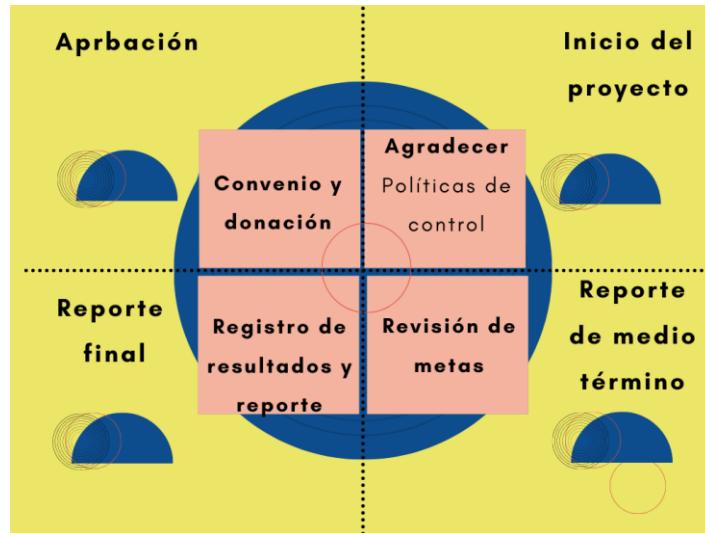 Aprbación
Inicio del
proyecto
Convenio y
donación
Agradecer
Políticas de
control
Reporte
final
Registro de
resultados y
reporte
Revisión de
metas
Reporte
de medio
término